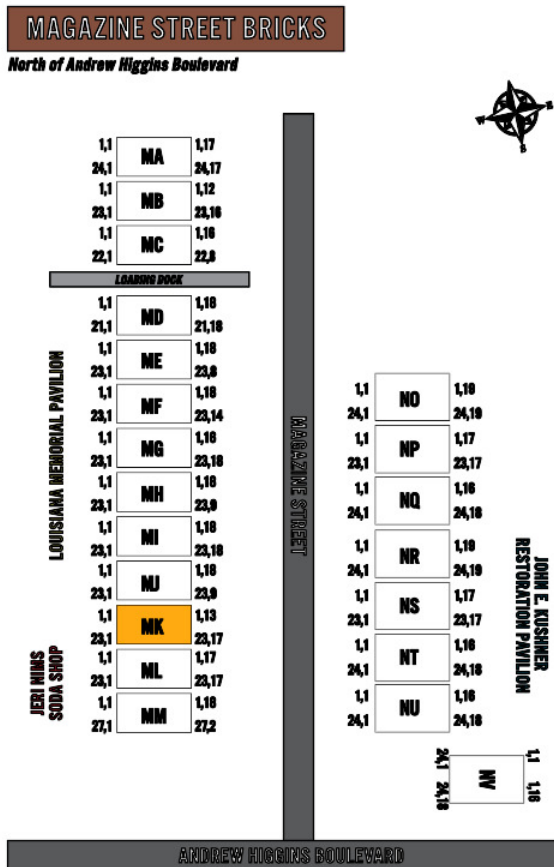 MAGAZINE STREET BRICKS
North of Andrew Higgins Boulevard
N
W
E
S
1,1 MA 1,17
24,1 24,17
1,1 MB 1,12
23,1 23,16
1,1 MC 1,16
22,1 22,8
LOADING DOCK
1,1 MD 1,18
21,1 21,18
1,1 ME 1,18
23,1 23,8
1,1 MF 1,18
23,1 23,14
1,1 MG 1,16
23,1 23,18
1,1 MH 1,18
23,1 23,9
1,1 MI 1,18
23,1 23,18
1,1 MJ 1,18
23,1 23,9
1,1 MK 1,13
23,1 23,17
1,1 ML 1,17
23,1 23,17
1,1 MM 1,18
27,1 27,2
LOUISIANA MEMORIAL PAVILION
JERI NIMS
SODA SHOP
MAGAZINE STREET
1,1 NO 1,19
24,1 24,19
1,1 NP 1,17
23,1 23,17
1,1 NQ 1,16
24,1 24,18
1,1 NR 1,19
24,1 24,19
1,1 NS 1,17
23,1 23,17
1,1 NT 1,16
24,1 24,18
1,1 NU 1,16
24,1 24,18
24,1 NV 1,1
24,18 1,16
JOHN E. KUSHNER
RESTORATION PAVILION
ANDREW HIGGINS BOULEVARD